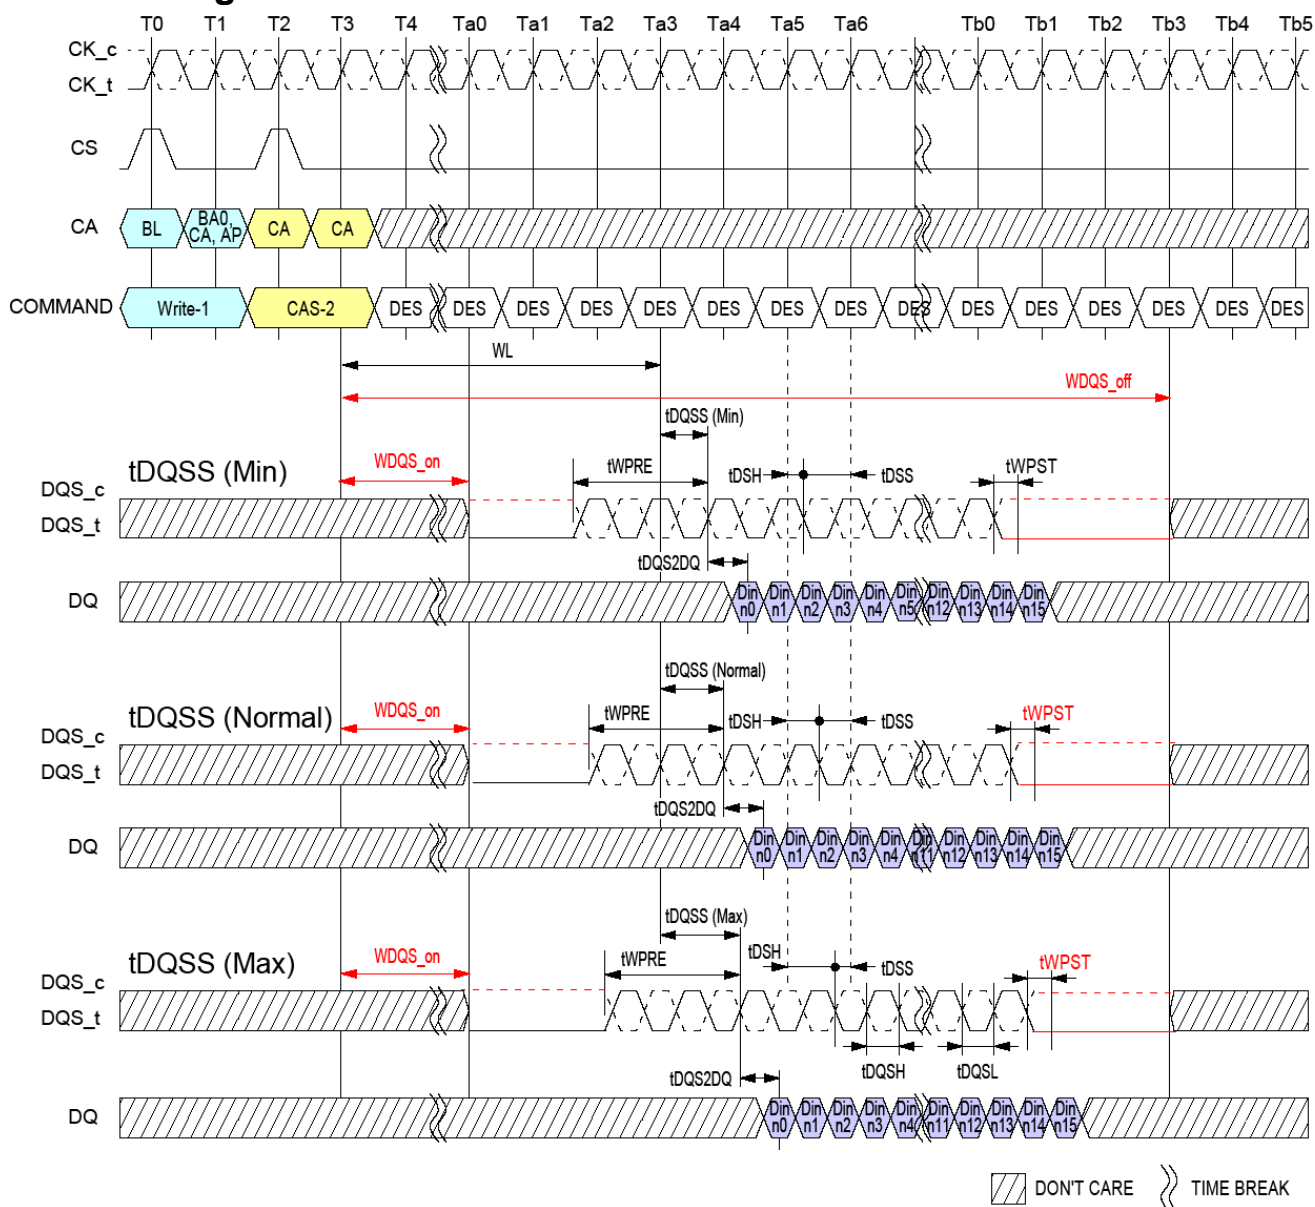 T0 T1 T2 T3 T4 Ta0 Ta1 Ta2 Ta3 Ta4 Ta5 Ta6 Tb0 Tb1 Tb2 Tb3 Tb4 Tb5
CK_c
CK_t
CS
CA BL BA0, CA, AP CA CA
COMMAND Write-1 CAS-2 DES DES DES DES DES DES DES DES DES DES DES DES DES DES DES
WL
WDQS_off
tDQSS (Min)
tDQSS (Min) WDQS_on tWPRE tDSH tDSS tWPST
DQS_c
DQS_t
tDQS2DQ
DQ Din n0 Din n1 Din n2 Din n3 Din n4 Din n5 Din n12 Din n13 Din n14 Din n15
tDQSS (Normal)
tDQSS (Normal) WDQS_on tWPRE tDSH tDSS tWPST
DQS_c
DQS_t
tDQS2DQ
DQ Din n0 Din n1 Din n2 Din n3 Din n4 Din n11 Din n12 Din n13 Din n14 Din n15
tDQSS (Max)
tDQSS (Max) WDQS_on tWPRE tDSH tDSS tWPST
DQS_c
DQS_t
tDQSH tDQSL
tDQS2DQ
DQ Din n0 Din n1 Din n2 Din n3 Din n4 Din n11 Din n12 Din n13 Din n14 Din n15
DON'T CARE TIME BREAK